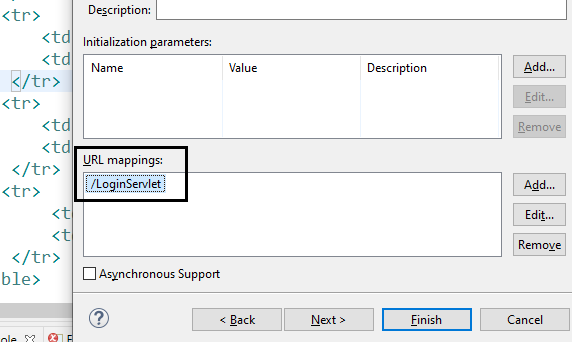 Description:
<tr>
<td
<td
</tr>
<tr>
<td
<td
</tr>
<tr>
<td
</tr>
ble>
Initialization parameters:
Name Value Description
Add...
Edit...
Remove
URL mappings:
/LoginServlet
Add...
Edit...
Remove
Asynchronous Support
? < Back Next > Finish Cancel
ole